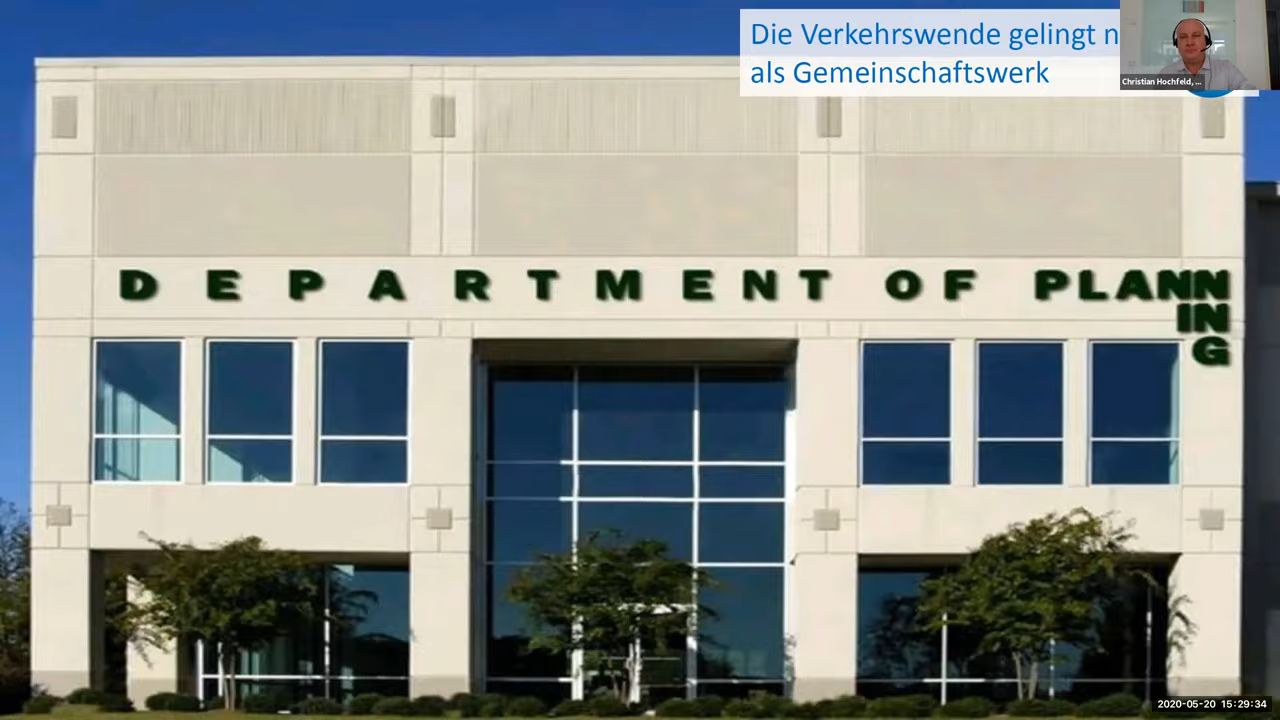 Die Verkehrswende gelingt n
als Gemeinschaftswerk
Christian Hochfeld, ...
DEPARTMENT OF PLANN
IN
G
2020-05-20 15:29:34